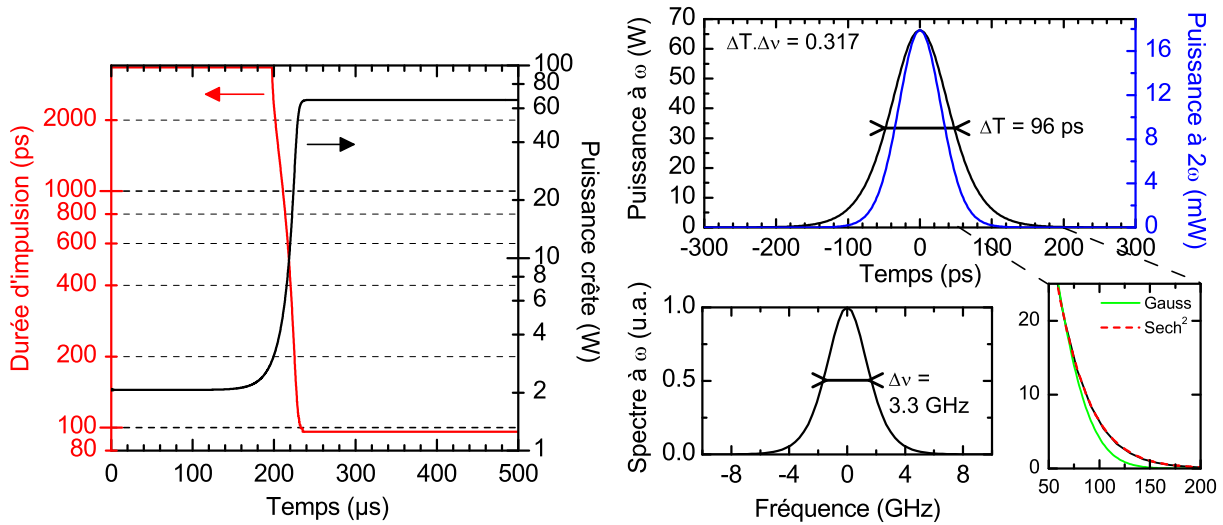 Durée d'impulsion (ps)
2000
1000
800
600
400
200
100
80
0 100 200 300 400 500
Temps (µs)
100
60
40
20
10
8
6
4
2
1
Puissance crête (W)
Puissance à ω (W)
70
60
50
40
30
20
10
0
ΔT.Δν = 0.317
ΔT = 96 ps
16
12
8
4
0
Puissance à 2ω (mW)
-300 -200 -100 0 100 200 300
Temps (ps)
Spectre à ω (u.a.)
1.0
0.5
0.0
Δν =
3.3 GHz
-8 -4 0 4 8
Fréquence (GHz)
20
10
0
Gauss
Sech²
50 100 150 200